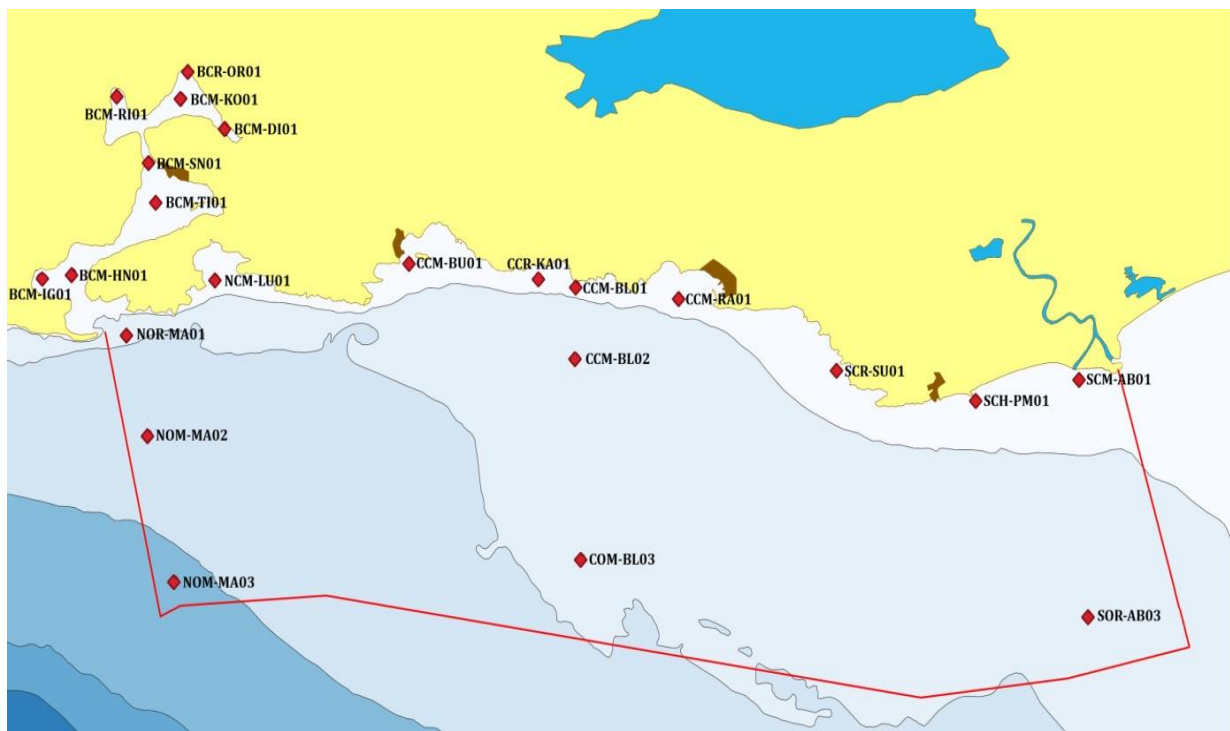 BCR-OR01
BCM-RI01
BCM-KO01
BCM-DI01
BCM-SN01
BCM-TI01
BCM-IG01
BCM-HN01
NCM-LU01
CCM-BU01
CCR-KA01
CCM-BL01
CCM-RA01
NOR-MA01
CCM-BL02
SCR-SU01
SCH-PM01
SCM-AB01
NOM-MA02
NOM-MA03
COM-BL03
SOR-AB03